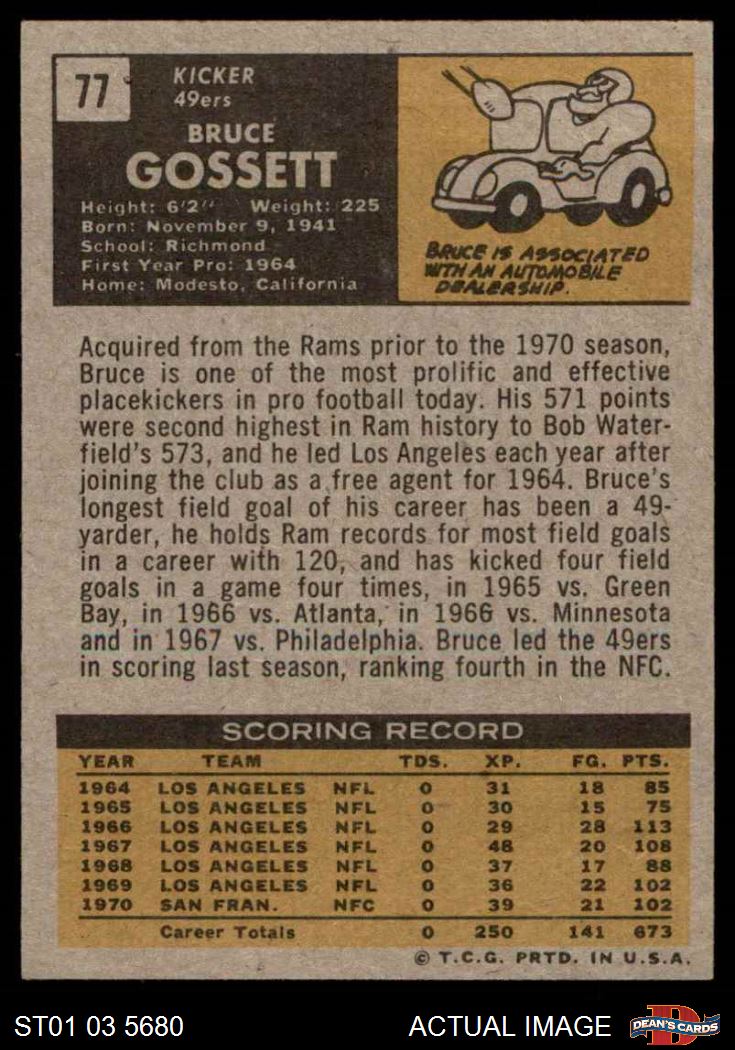 77
KICKER
49ers
BRUCE
GOSSETT
Height: 6'2" Weight: 225
Born: November 9, 1941
School: Richmond
First Year Pro: 1964
Home: Modesto, California
BRUCE IS ASSOCIATED
WITH AN AUTOMOBILE
DEALERSHIP.
Acquired from the Rams prior to the 1970 season,
Bruce is one of the most prolific and effective
placekickers in pro football today. His 571 points
were second highest in Ram history to Bob Water-
field's 573, and he led Los Angeles each year after
joining the club as a free agent for 1964. Bruce's
longest field goal of his career has been a 49-
yarder, he holds Ram records for most field goals
in a career with 120, and has kicked four field
goals in a game four times, in 1965 vs. Green
Bay, in 1966 vs. Atlanta, in 1966 vs. Minnesota
and in 1967 vs. Philadelphia. Bruce led the 49ers
in scoring last season, ranking fourth in the NFC.
SCORING RECORD
YEAR TEAM TDS. XP. FG. PTS.
1964 LOS ANGELES NFL 0 31 18 85
1965 LOS ANGELES NFL 0 30 15 75
1966 LOS ANGELES NFL 0 29 28 113
1967 LOS ANGELES NFL 0 48 20 108
1968 LOS ANGELES NFL 0 37 17 88
1969 LOS ANGELES NFL 0 36 22 102
1970 SAN FRAN. NFC 0 39 21 102
Career Totals 0 250 141 673
© T.C.G. PRTD. IN U.S.A.
ST01 03 5680
ACTUAL IMAGE
D
DEAN'S CARDS